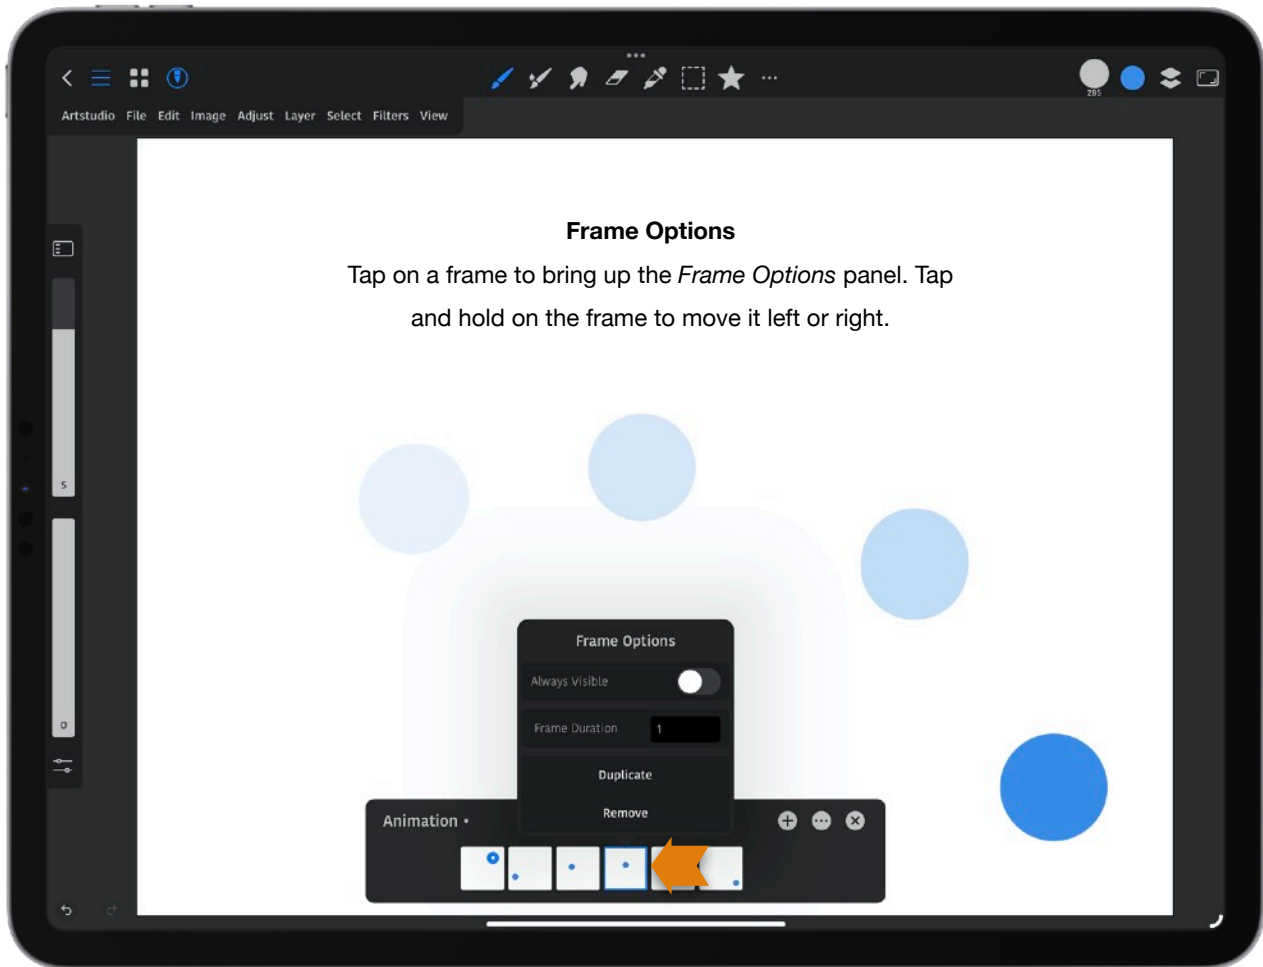 285
Artstudio File Edit Image Adjust Layer Select Filters View
Frame Options
Tap on a frame to bring up the Frame Options panel. Tap
and hold on the frame to move it left or right.
S
O
Frame Options
Always Visible
Frame Duration 1
Duplicate
Remove
Animation •